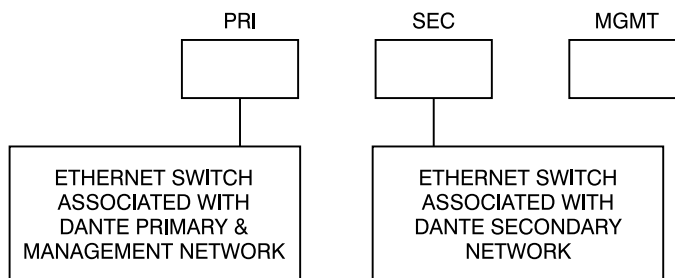 PRI
SEC
MGMT
ETHERNET SWITCH
ASSOCIATED WITH
DANTE PRIMARY &
MANAGEMENT NETWORK
ETHERNET SWITCH
ASSOCIATED WITH
DANTE SECONDARY
NETWORK